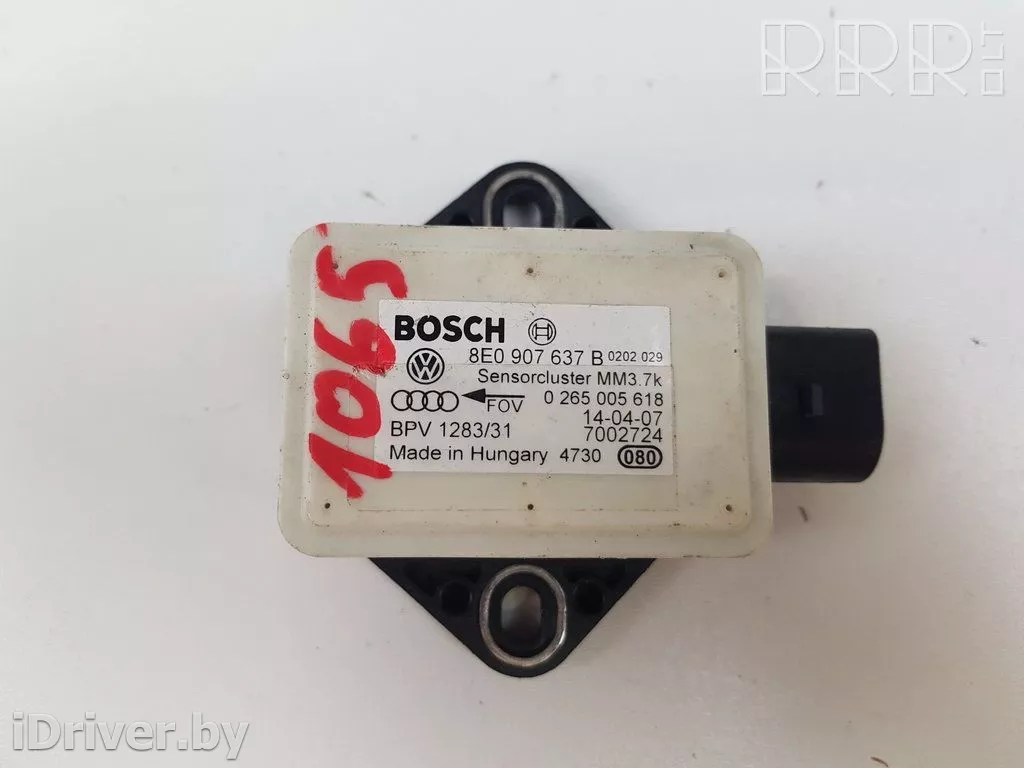 RRR.LT
1065
BOSCH
8E0 907 637 B 0202 029
Sensorcluster MM3.7k
FOV 0 265 005 618
14-04-07
BPV 1283/31 7002724
Made in Hungary 4730 080
iDriver.by